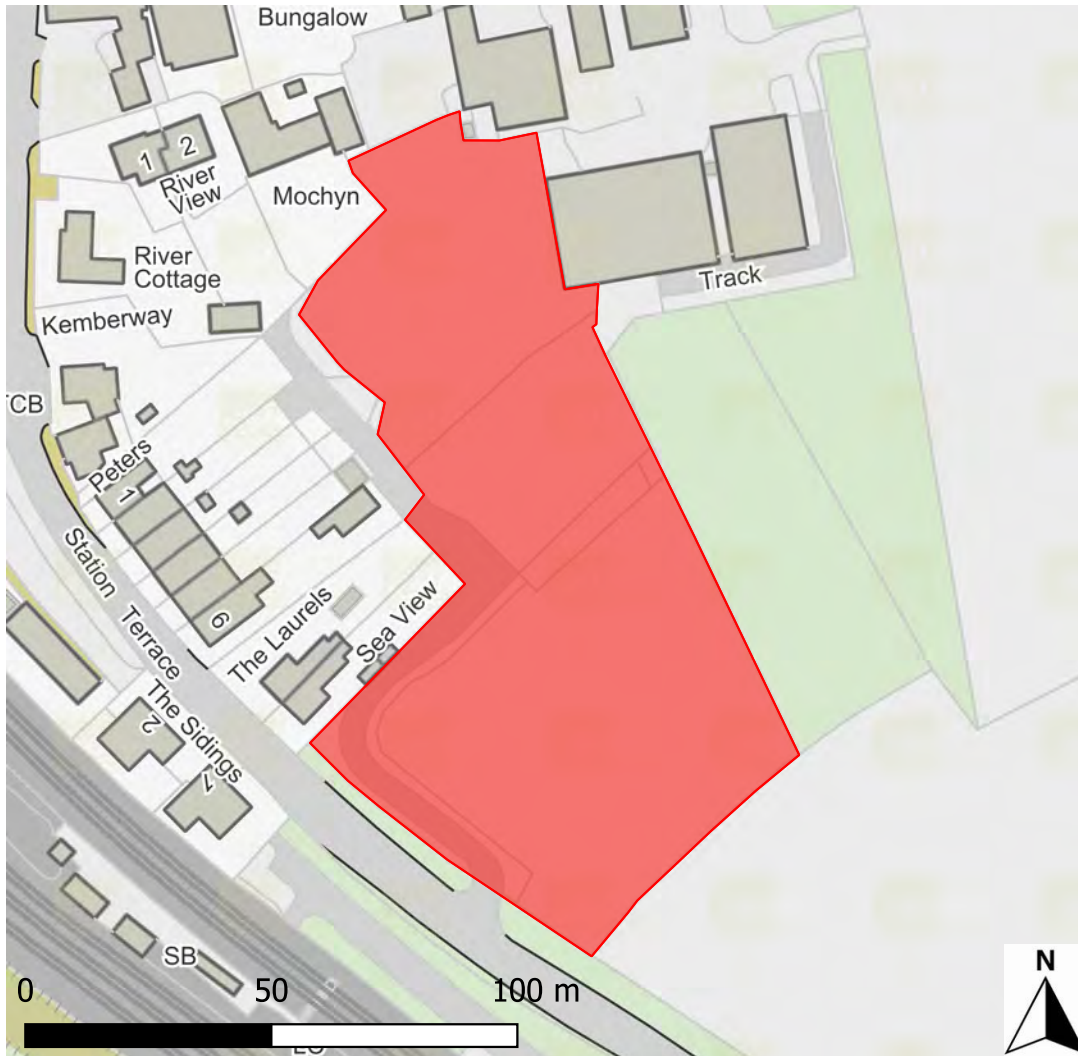 Bungalow
1
2
River
View
Mochyn
River
Cottage
Track
Kemberway
TCB
Peters
1
Station
Terrace
6
The Laurels
Sea View
The Sidings
2
7
SB
0
50
100 m
N